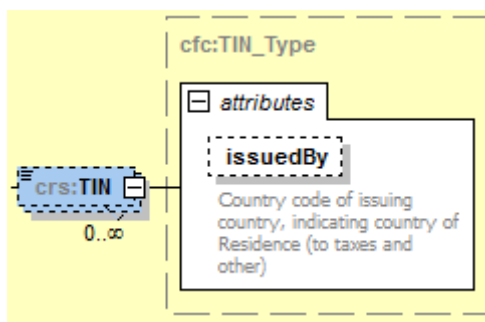 cfc:TIN_Type
attributes
issuedBy
Country code of issuing
country, indicating country of
Residence (to taxes and
other)
crs:TIN
0..∞